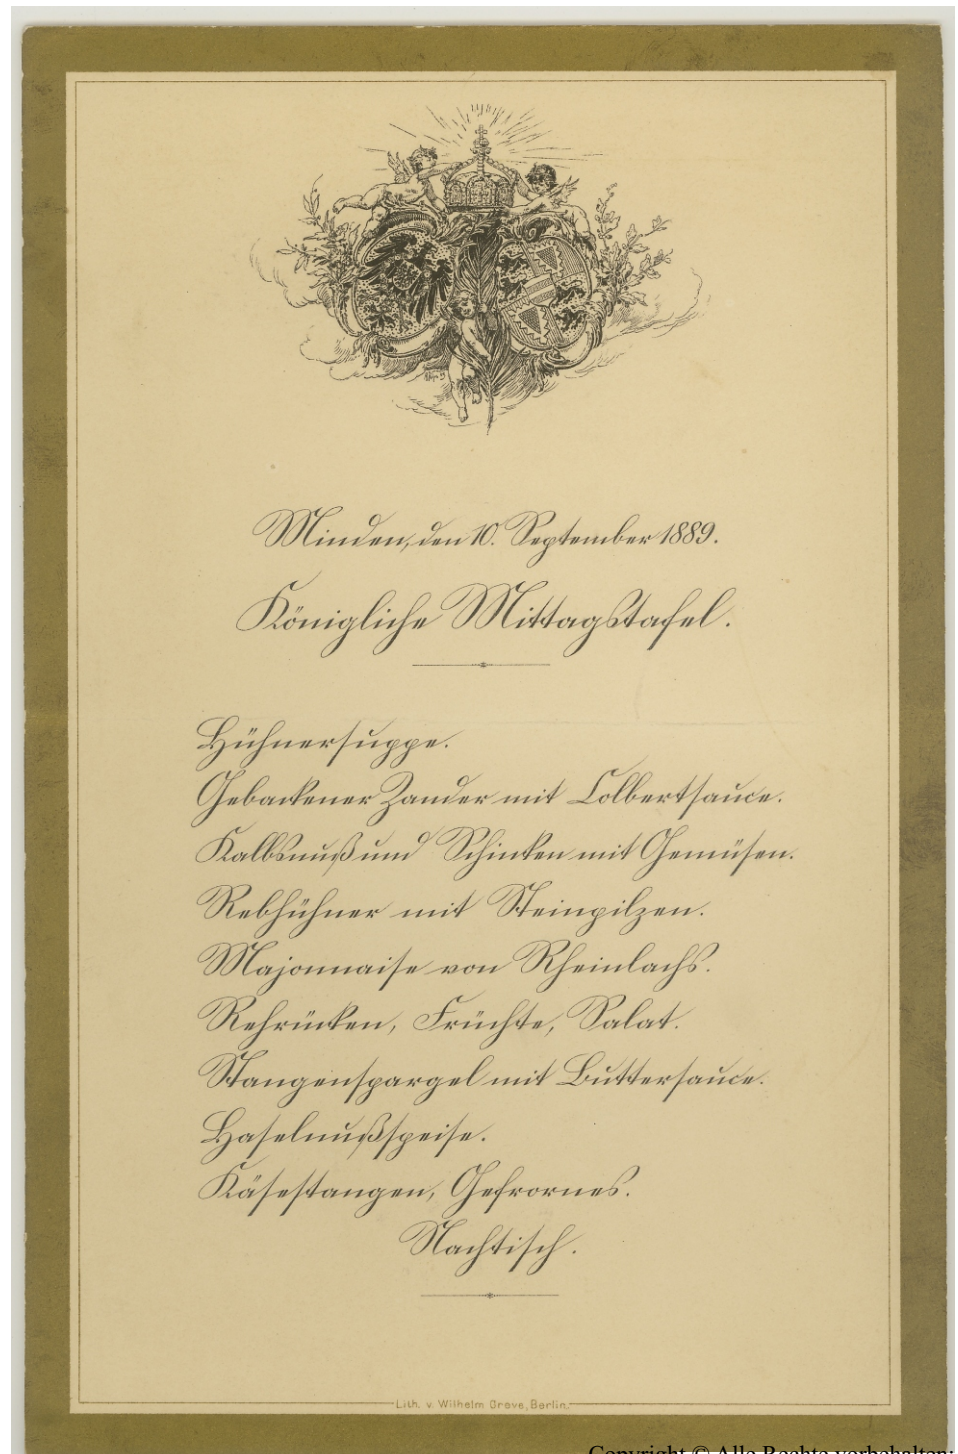 Minden, den 10. September 1889.
Königliche Mittagstafel.
Hühnersuppe.
Gebackener Zander mit Colbertsauce.
Kalbsnuß und Schinken mit Gemüsen.
Rebhühner mit Steinpilzen.
Majonnaise von Rheinlachs.
Rehrücken, Früchte, Salat.
Stangenspargel mit Buttersauce.
Haselnußspeise.
Käsestangen, Gefrornes.
Nachtisch.
Lith. v. Wilhelm Greve, Berlin.
Copyright © Alle Rechte vorbehalten: